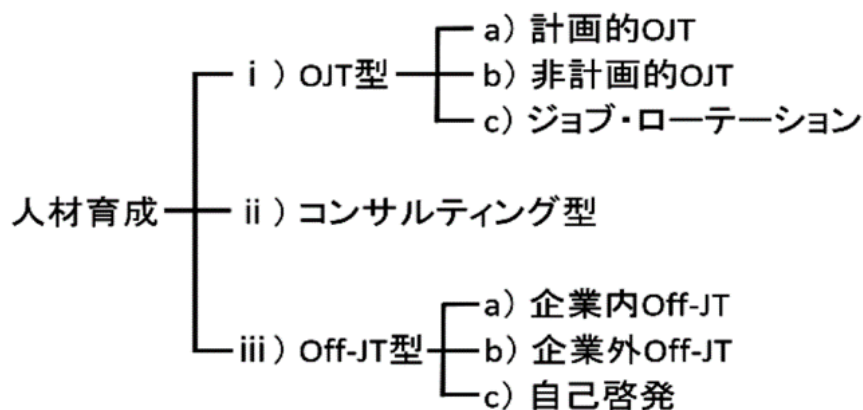 a）計画的OJT
i ）OJT型
b）非計画的OJT
c）ジョブ・ローテーション
人材育成
ii ）コンサルティング型
a）企業内Off-JT
iii ）Off-JT型
b）企業外Off-JT
c）自己啓発